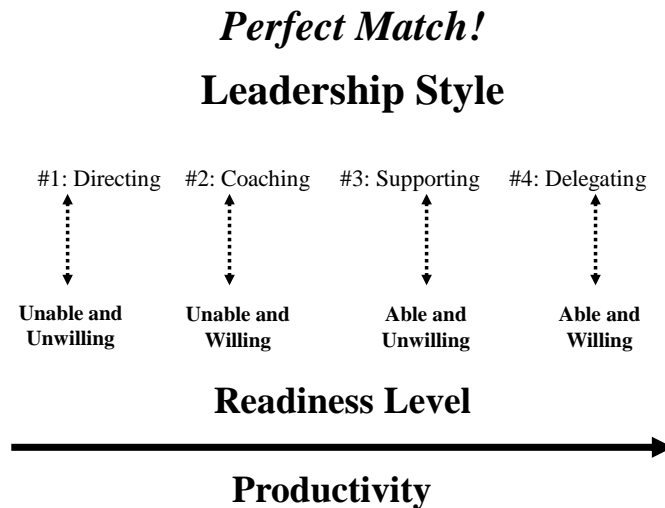 Perfect Match!
Leadership Style
#1: Directing #2: Coaching #3: Supporting #4: Delegating
Unable and Unwilling
Unable and Willing
Able and Unwilling
Able and Willing
Readiness Level
Productivity